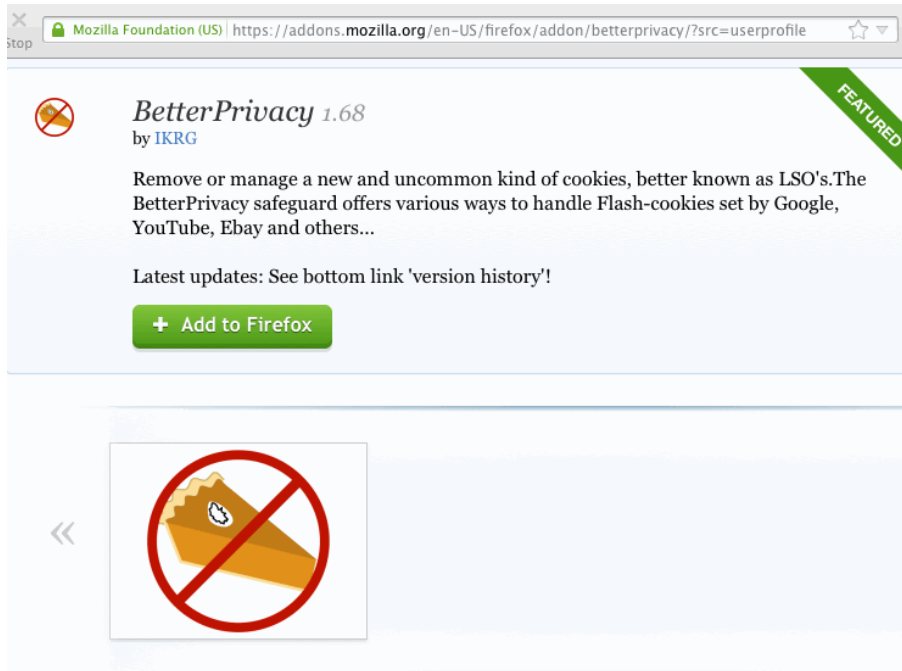 Stop
Mozilla Foundation (US) https://addons.mozilla.org/en-US/firefox/addon/betterprivacy/?src=userprofile
FEATURED
BetterPrivacy 1.68
by IKRG
Remove or manage a new and uncommon kind of cookies, better known as LSO's.The
BetterPrivacy safeguard offers various ways to handle Flash-cookies set by Google,
YouTube, Ebay and others...
Latest updates: See bottom link 'version history'!
+ Add to Firefox
«